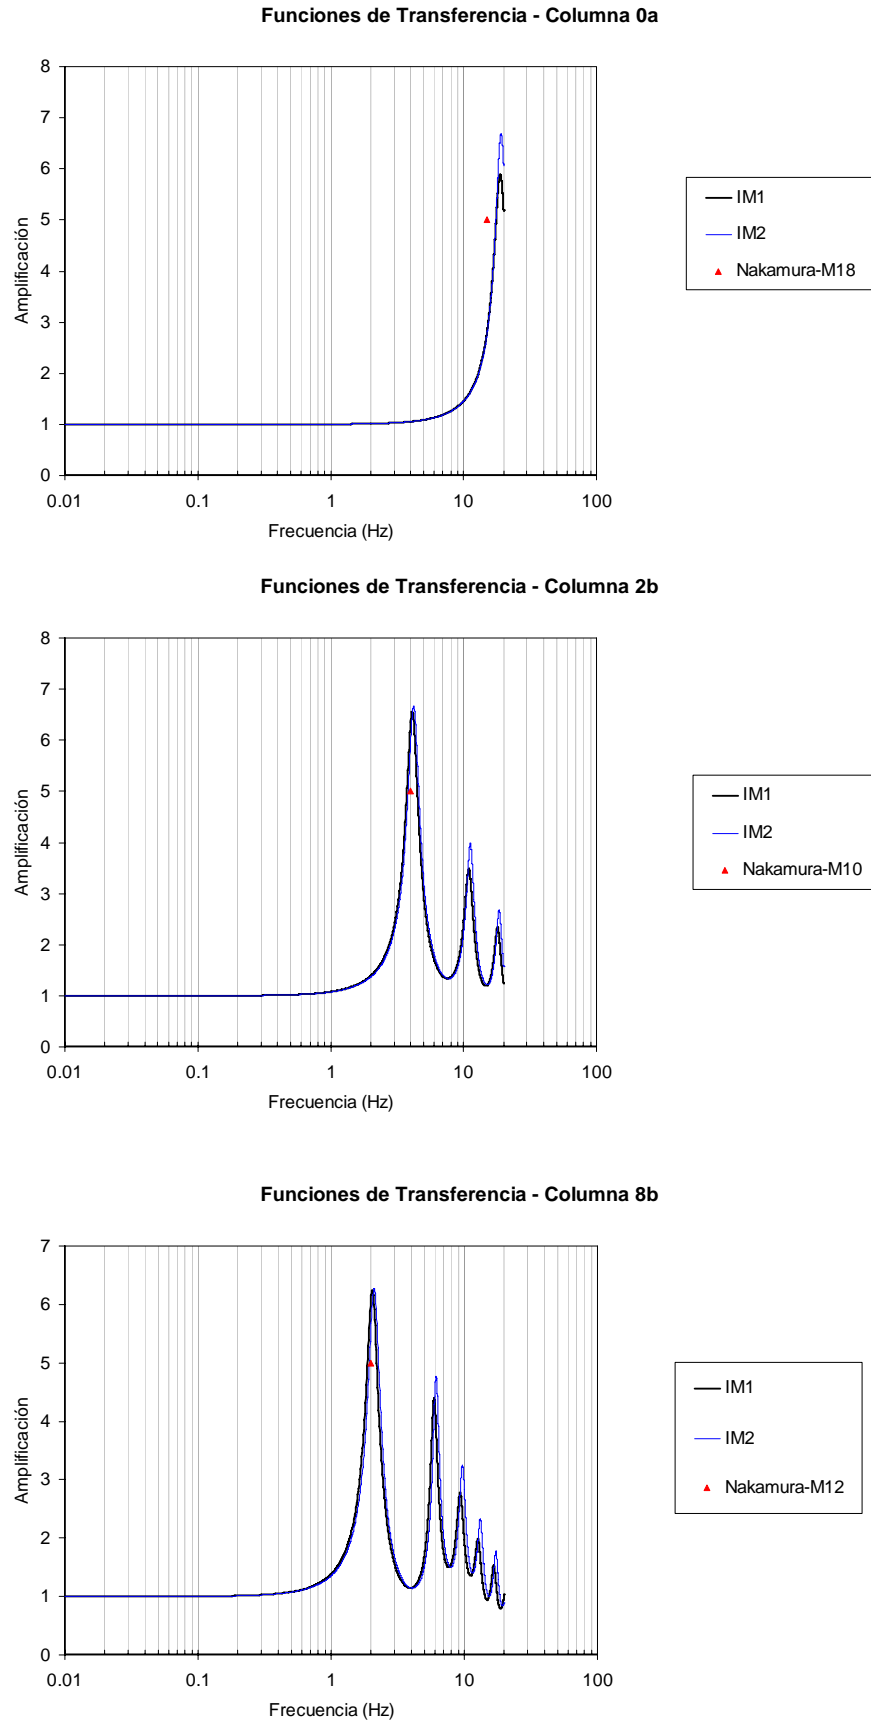 Funciones de Transferencia - Columna 0a
8
7
6
5
4
3
2
1
0
Amplificación
0.01 0.1 1 10 100
Frecuencia (Hz)
IM1
IM2
Nakamura-M18
Funciones de Transferencia - Columna 2b
8
7
6
5
4
3
2
1
0
Amplificación
0.01 0.1 1 10 100
Frecuencia (Hz)
IM1
IM2
Nakamura-M10
Funciones de Transferencia - Columna 8b
7
6
5
4
3
2
1
0
Amplificación
0.01 0.1 1 10 100
Frecuencia (Hz)
IM1
IM2
Nakamura-M12